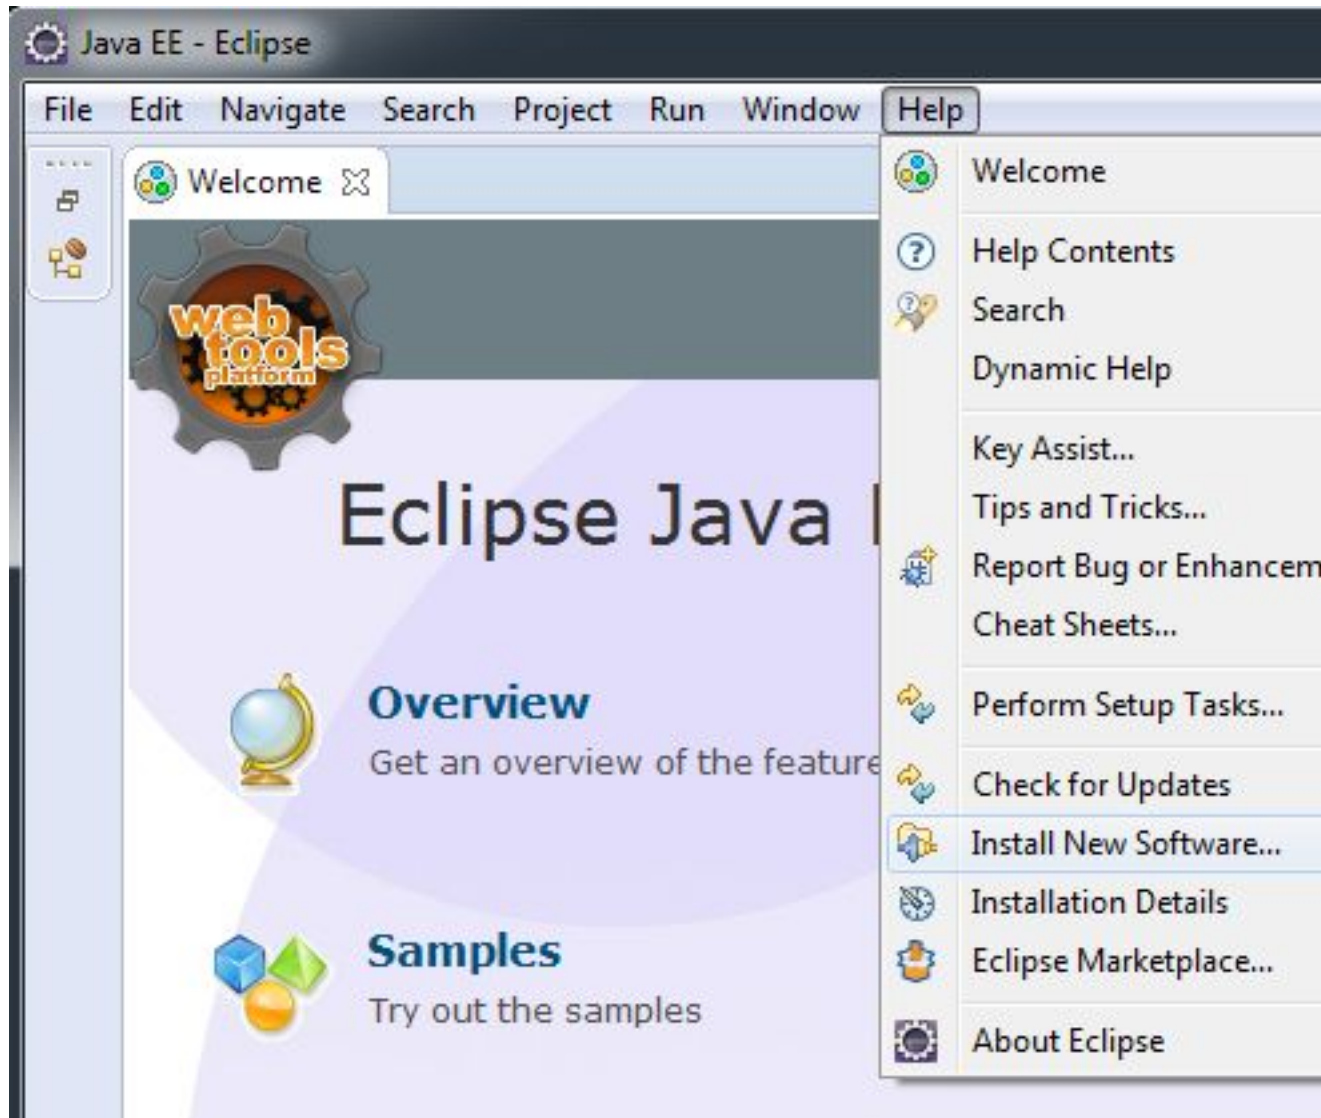 Java EE - Eclipse
File Edit Navigate Search Project Run Window Help
Welcome
web
tools
platform
Eclipse Java
Overview
Get an overview of the feature
Samples
Try out the samples
Welcome
Help Contents
Search
Dynamic Help
Key Assist...
Tips and Tricks...
Report Bug or Enhancem
Cheat Sheets...
Perform Setup Tasks...
Check for Updates
Install New Software...
Installation Details
Eclipse Marketplace...
About Eclipse